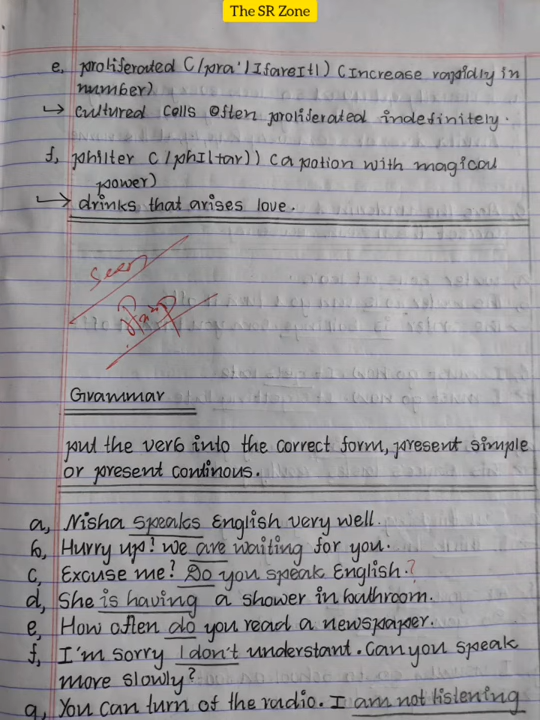 The SR Zone
e, proliferated (/pra'lIfareItl) (Increase rapidly in
number)
→ cultured cells often proliferated indefinitely.
f, philter (/phIltar)) (a potion with magical
power)
→ drinks that arises love.
Seen
Grammar
put the verb into the correct form, present simple
or present continous.
a, Nisha speaks English very well.
b, Hurry up! we are waiting for you.
c, Excuse me? Do you speak English.?
d, She is having a shower in bathroom.
e, How often do you read a newspaper.
f, I'm sorry I don't understant. Can you speak
more slowly?
g, You can turn of the radio. I am not listening